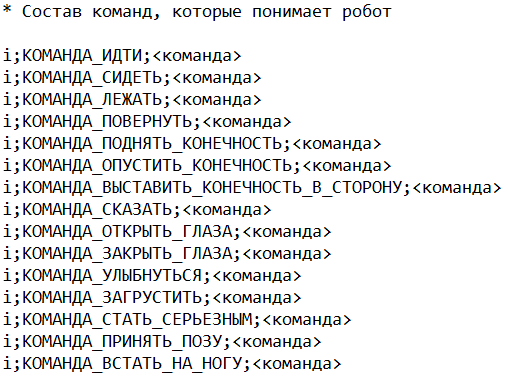 * Состав команд, которые понимает робот
i;КОМАНДА_ИДТИ;<команда>
i;КОМАНДА_СИДЕТЬ;<команда>
i;КОМАНДА_ЛЕЖАТЬ;<команда>
i;КОМАНДА_ПОВЕРНУТЬ;<команда>
i;КОМАНДА_ПОДНЯТЬ_КОНЕЧНОСТЬ;<команда>
i;КОМАНДА_ОПУСТИТЬ_КОНЕЧНОСТЬ;<команда>
i;КОМАНДА_ВЫСТАВИТЬ_КОНЕЧНОСТЬ_В_СТОРОНУ;<команда>
i;КОМАНДА_СКАЗАТЬ;<команда>
i;КОМАНДА_ОТКРЫТЬ_ГЛАЗА;<команда>
i;КОМАНДА_ЗАКРЫТЬ_ГЛАЗА;<команда>
i;КОМАНДА_УЛЫБНУТЬСЯ;<команда>
i;КОМАНДА_ЗАГРУСТИТЬ;<команда>
i;КОМАНДА_СТАТЬ_СЕРЬЕЗНЫМ;<команда>
i;КОМАНДА_ПРИНЯТЬ_ПОЗУ;<команда>
i;КОМАНДА_ВСТАТЬ_НА_НОГУ;<команда>